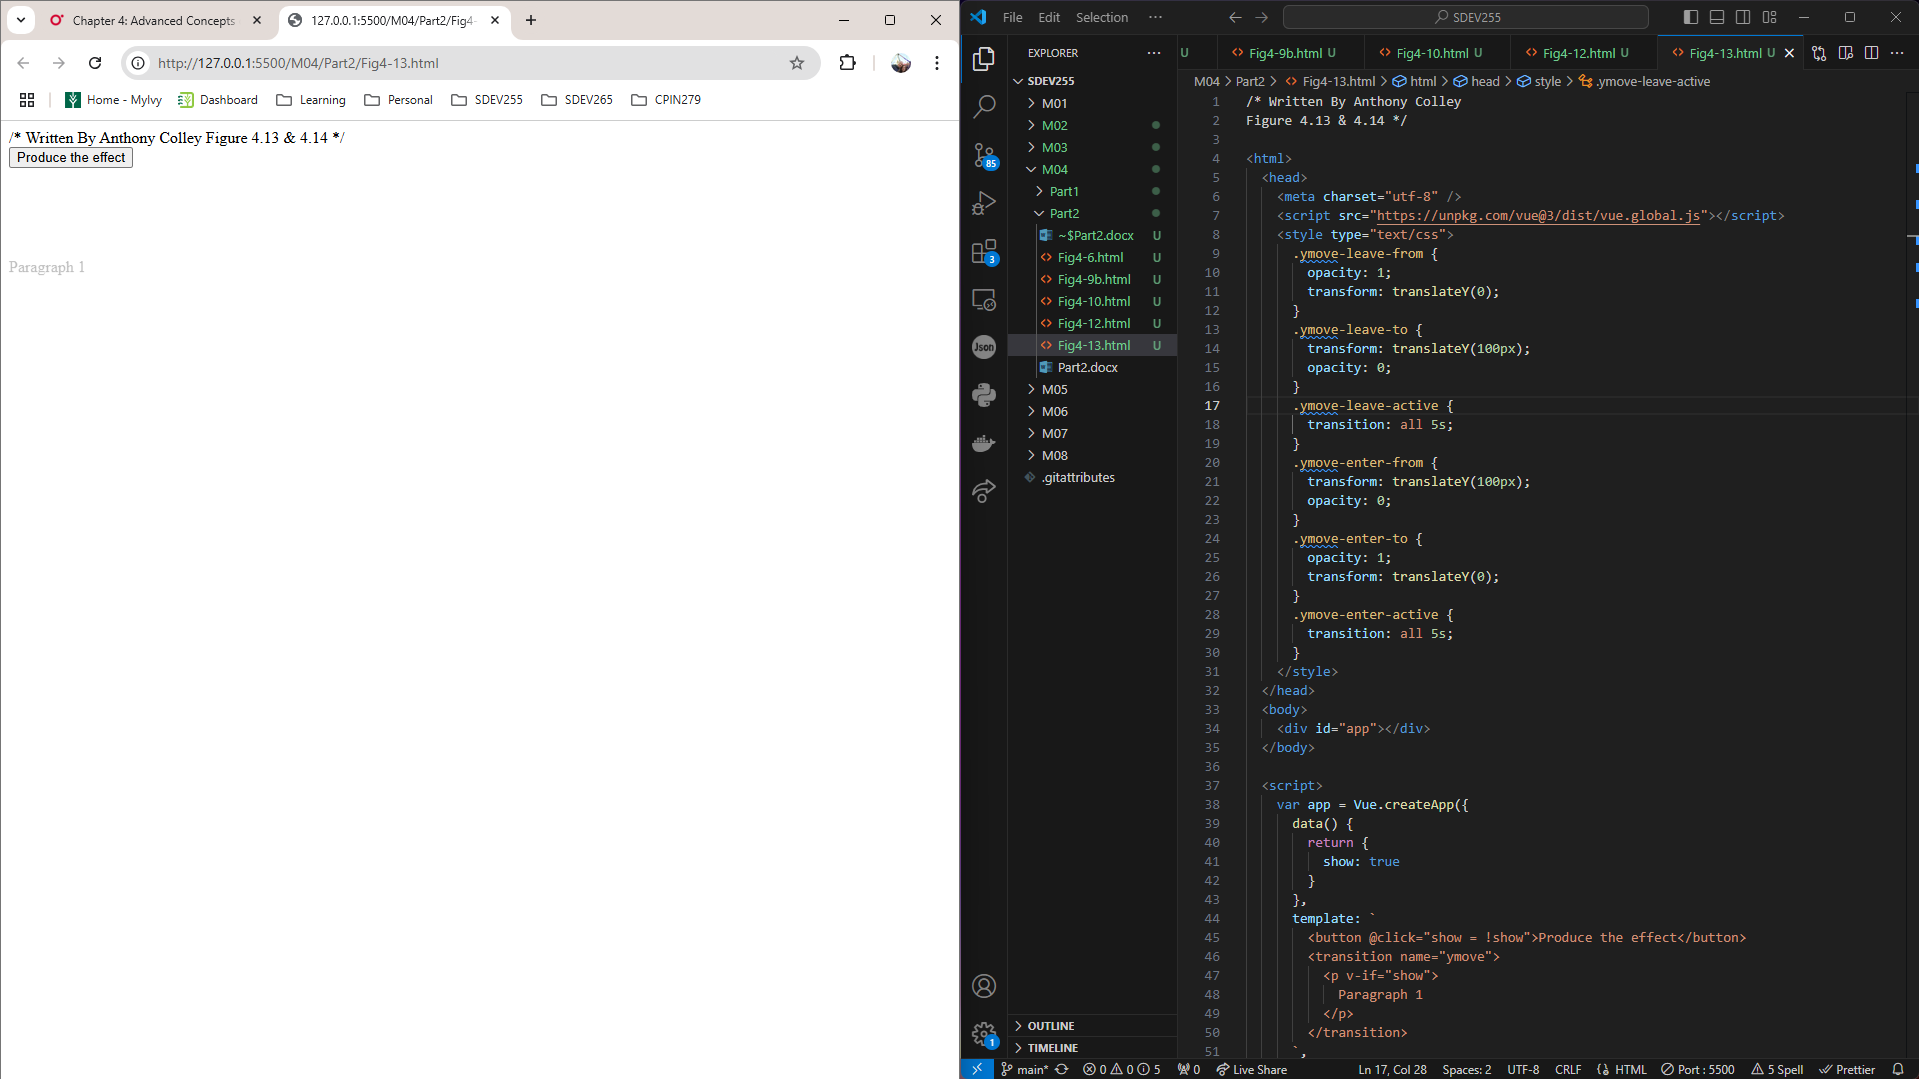 Chapter 4: Advanced Concepts
127.0.0.1:5500/M04/Part2/Fig4-
http://127.0.0.1:5500/M04/Part2/Fig4-13.html
Home - MyIvy
Dashboard
Learning
Personal
SDEV255
SDEV265
CPIN279
/* Written By Anthony Colley Figure 4.13 & 4.14 */
Produce the effect
Paragraph 1
File Edit Selection ···
SDEV255
EXPLORER ···
SDEV255
M01
M02
M03
M04
Part1
Part2
~$Part2.docx U
Fig4-6.html U
Fig4-9b.html U
Fig4-10.html U
Fig4-12.html U
Fig4-13.html U
Part2.docx
M05
M06
M07
M08
.gitattributes
OUTLINE
TIMELINE
85
3
Json
1
U
Fig4-9b.html U
Fig4-10.html U
Fig4-12.html U
Fig4-13.html U
M04 > Part2 > Fig4-13.html > html > head > style > .ymove-leave-active
1 /* Written By Anthony Colley
2 Figure 4.13 & 4.14 */
3
4 <html>
5 <head>
6 <meta charset="utf-8" />
7 <script src="https://unpkg.com/vue@3/dist/vue.global.js"></script>
8 <style type="text/css">
9 .ymove-leave-from {
10 opacity: 1;
11 transform: translateY(0);
12 }
13 .ymove-leave-to {
14 transform: translateY(100px);
15 opacity: 0;
16 }
17 .ymove-leave-active {
18 transition: all 5s;
19 }
20 .ymove-enter-from {
21 transform: translateY(100px);
22 opacity: 0;
23 }
24 .ymove-enter-to {
25 opacity: 1;
26 transform: translateY(0);
27 }
28 .ymove-enter-active {
29 transition: all 5s;
30 }
31 </style>
32 </head>
33 <body>
34 <div id="app"></div>
35 </body>
36
37 <script>
38 var app = Vue.createApp({
39 data() {
40 return {
41 show: true
42 }
43 },
44 template: `
45 <button @click="show = !show">Produce the effect</button>
46 <transition name="ymove">
47 <p v-if="show">
48 Paragraph 1
49 </p>
50 </transition>
51 `,
main* 0 0 5 0 Live Share Ln 17, Col 28 Spaces: 2 UTF-8 CRLF HTML Port : 5500 5 Spell Prettier